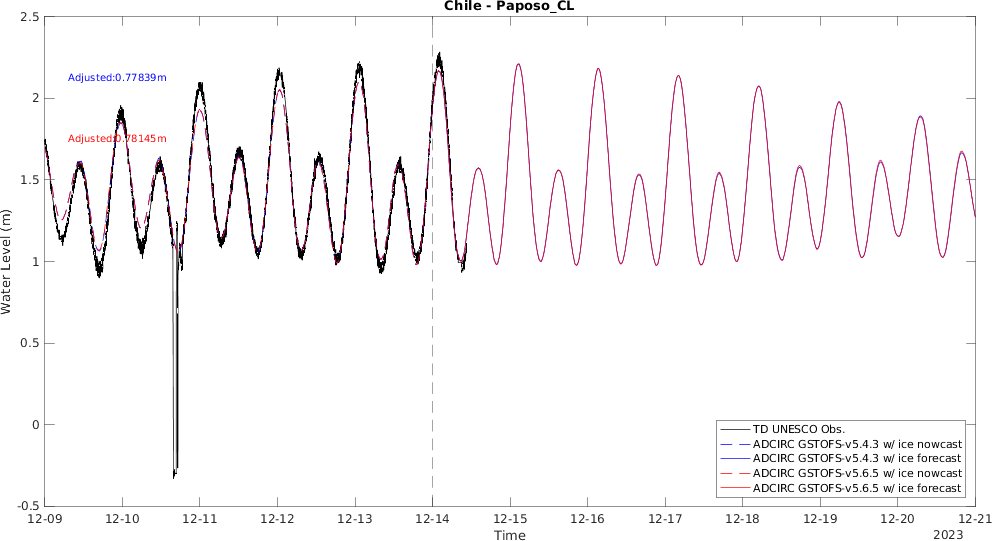 Chile - Paposo_CL
2.5
2
1.5
1
0.5
0
-0.5
Water Level (m)
Adjusted:0.77839m
Adjusted:0.78145m
TD UNESCO Obs.
ADCIRC GSTOFS-v5.4.3 w/ ice nowcast
ADCIRC GSTOFS-v5.4.3 w/ ice forecast
ADCIRC GSTOFS-v5.6.5 w/ ice nowcast
ADCIRC GSTOFS-v5.6.5 w/ ice forecast
12-09 12-10 12-11 12-12 12-13 12-14 12-15 12-16 12-17 12-18 12-19 12-20 12-21
Time
2023